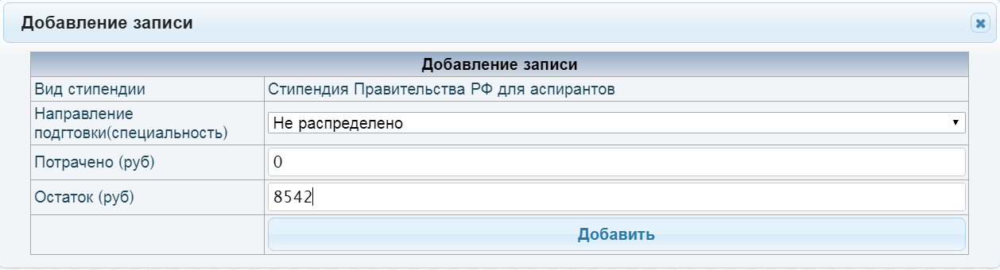 Добавление записи
Добавление записи
Вид стипендии Стипендия Правительства РФ для аспирантов
Направление
подгтовки(специальность) Не распределено
Потрачено (руб) 0
Остаток (руб) 8542
Добавить